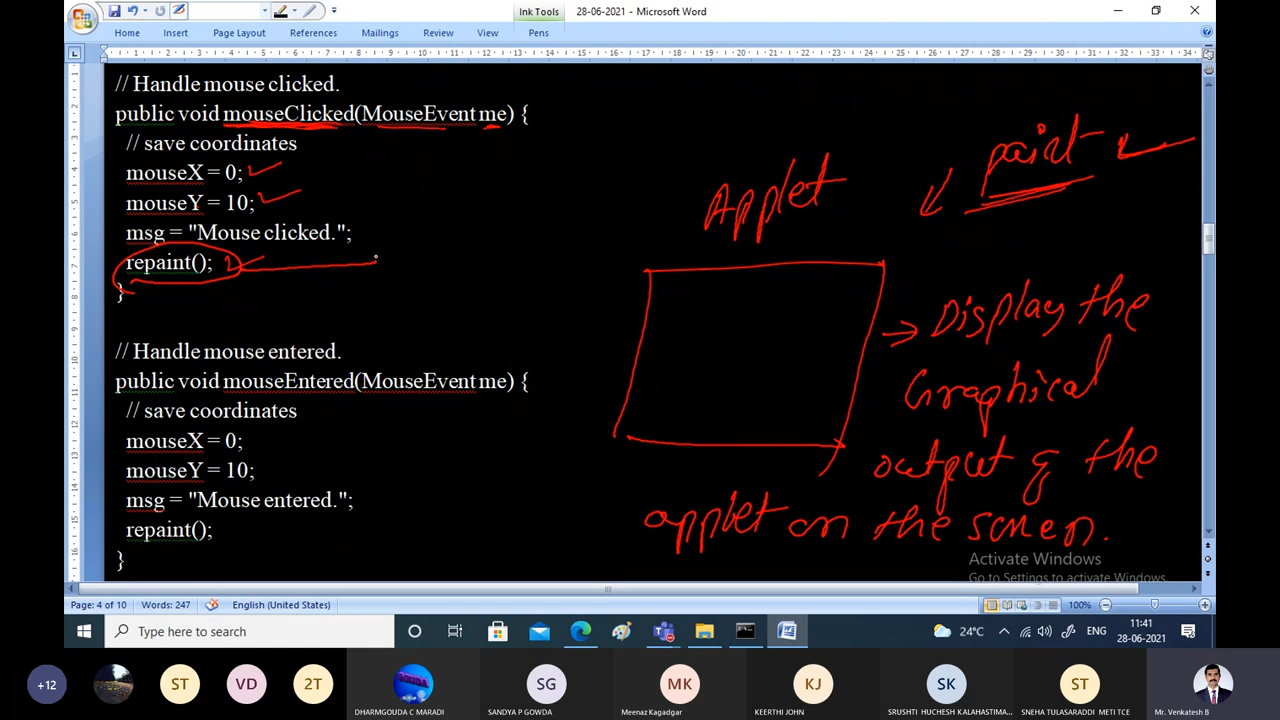 Ink Tools
28-06-2021 - Microsoft Word
Home Insert Page Layout References Mailings Review View Pens
// Handle mouse clicked.
public void mouseClicked(MouseEvent me) {
// save coordinates
mouseX = 0;
mouseY = 10;
msg = "Mouse clicked.";
repaint();
}
// Handle mouse entered.
public void mouseEntered(MouseEvent me) {
// save coordinates
mouseX = 0;
mouseY = 10;
msg = "Mouse entered.";
repaint();
}
paint
Applet
→ Display the
Graphical
output of the
applet on the screen.
Activate Windows
Go to Settings to activate Windows.
Page: 4 of 10 Words: 247 English (United States) 100%
Type here to search
24°C ENG 11:41
28-06-2021
+12 ST VD 2T SG MK KJ SK ST
DHARMGOUDA C MARADI SANDYA P GOWDA Meenaz Kagadgar KEERTHI JOHN SRUSHTI HUCHESH KALAHASTIMA... SNEHA TULASARADDI METI TCE Mr. Venkatesh B